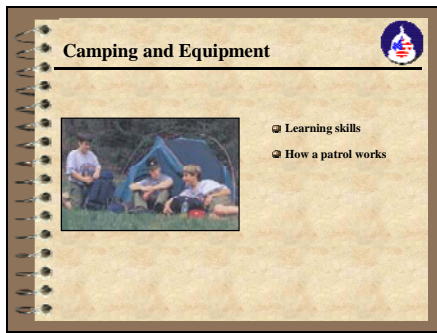 Camping and Equipment
Learning skills
How a patrol works